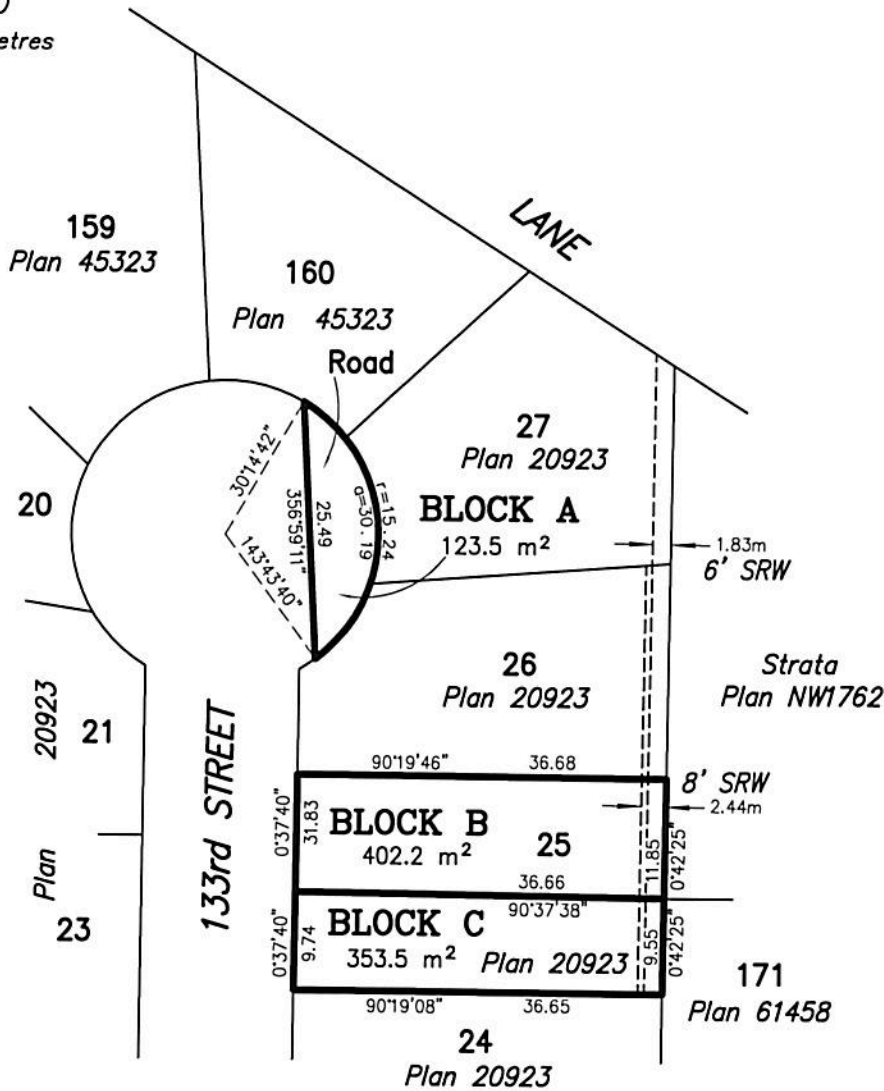 etres
159
Plan 45323
160
Plan 45323
Road
LANE
27
Plan 20923
20
30°14'42"
143°43'40"
356°59'11"
25.49
a=30.19
r=15.24
BLOCK A
123.5 m²
1.83m
6' SRW
26
Plan 20923
Strata
Plan NW1762
21
Plan 20923
23
133rd STREET
90°19'46" 36.68
8' SRW
2.44m
0°37'40"
31.83
BLOCK B
402.2 m²
25
11.85
0°42'25"
36.66
90°37'38"
0°37'40"
9.74
BLOCK C
353.5 m²
Plan 20923
9.55
0°42'25"
90°19'08" 36.65
171
Plan 61458
24
Plan 20923